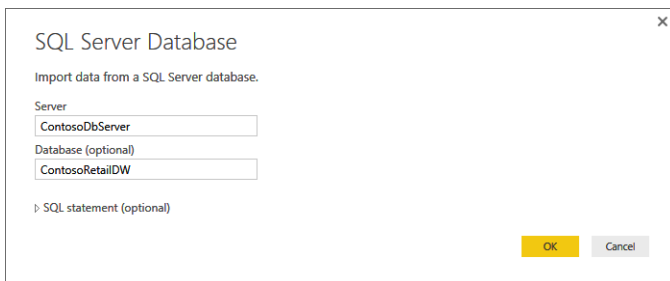 SQL Server Database
Import data from a SQL Server database.
Server
ContosoDbServer
Database (optional)
ContosoRetailDW
SQL statement (optional)
OK Cancel